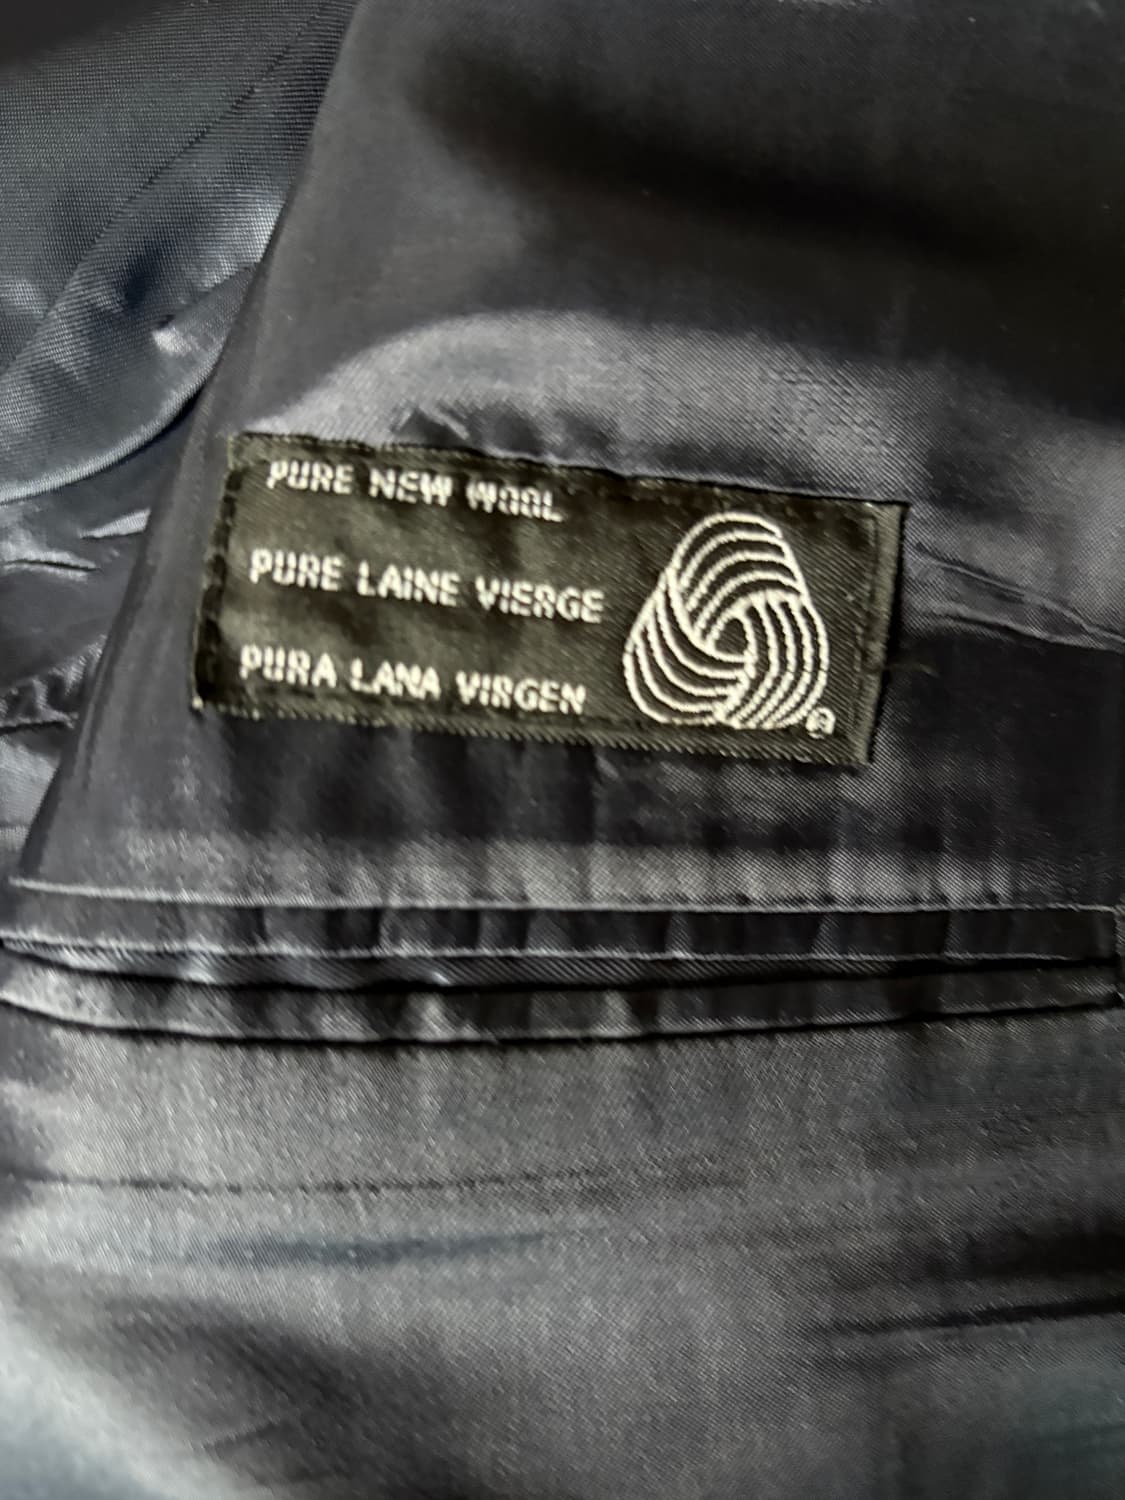 PURE NEW WOOL
PURE LAINE VIERGE
PURA LANA VIRGEN
®